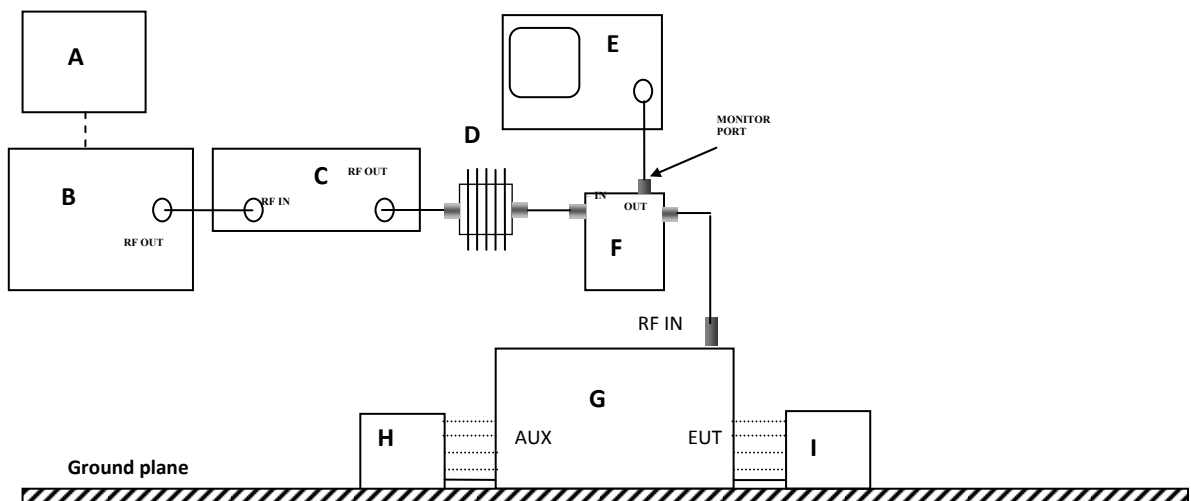 A
E
D
MONITOR
PORT
B
C
RF OUT
RF IN
RF OUT
IN
OUT
F
RF IN
G
H
AUX
EUT
I
Ground plane